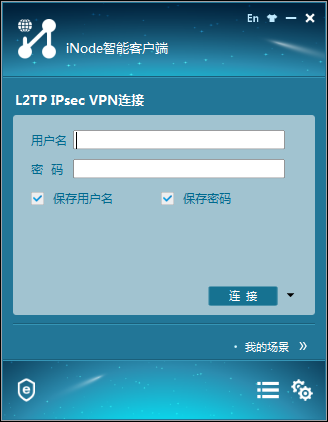 En
iNode智能客户端
L2TP IPsec VPN连接
用户名
密 码
保存用户名
保存密码
连 接
· 我的场景 »
e